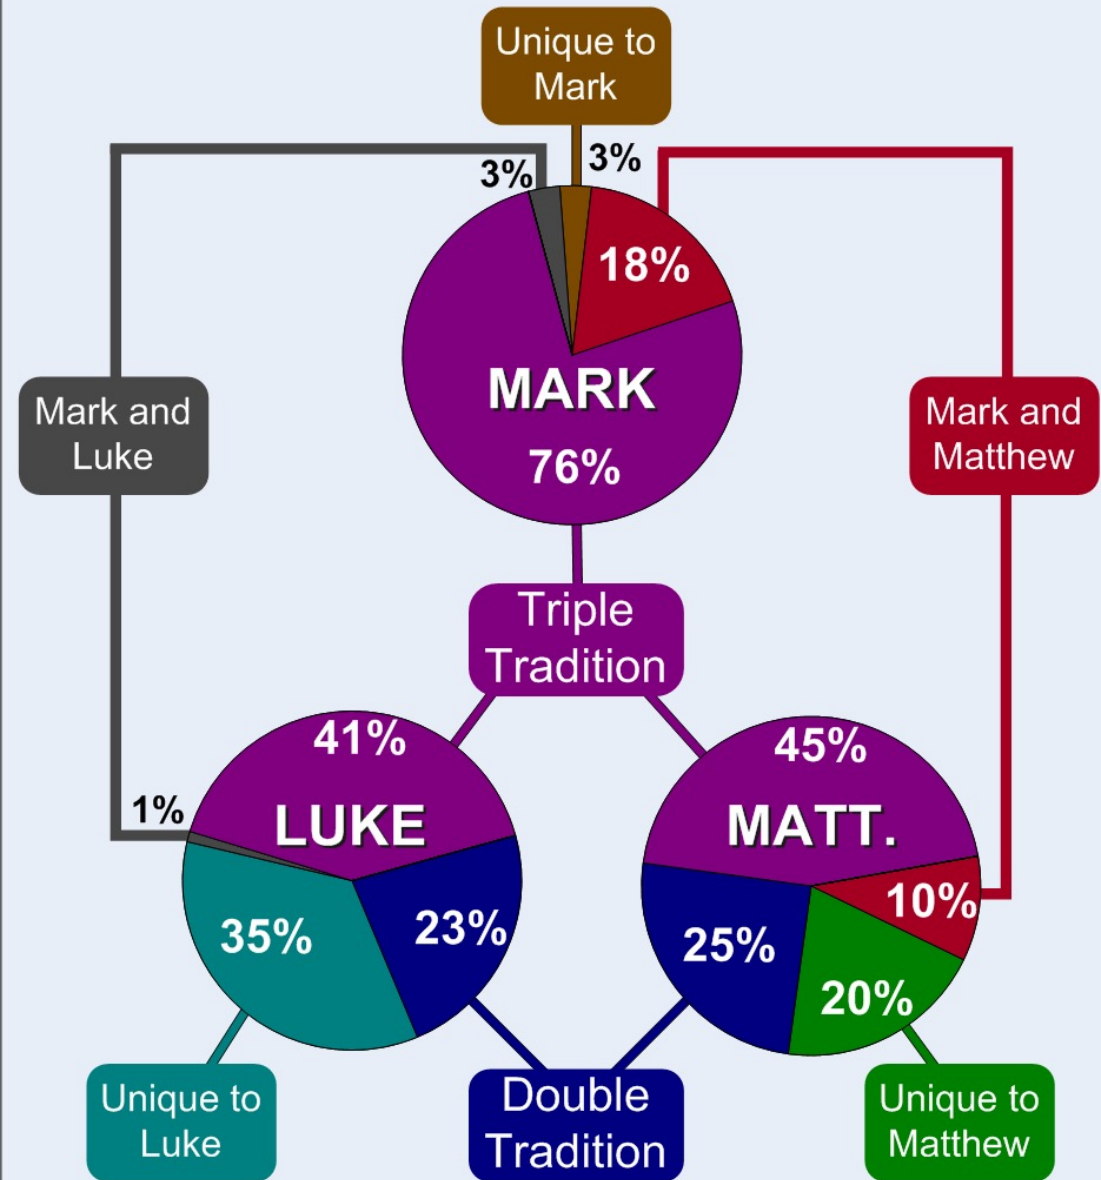 Unique to
Mark
3%
3%
18%
MARK
76%
Mark and
Luke
Mark and
Matthew
Triple
Tradition
41%
LUKE
1%
35%
23%
45%
MATT.
10%
25%
20%
Unique to
Luke
Double
Tradition
Unique to
Matthew